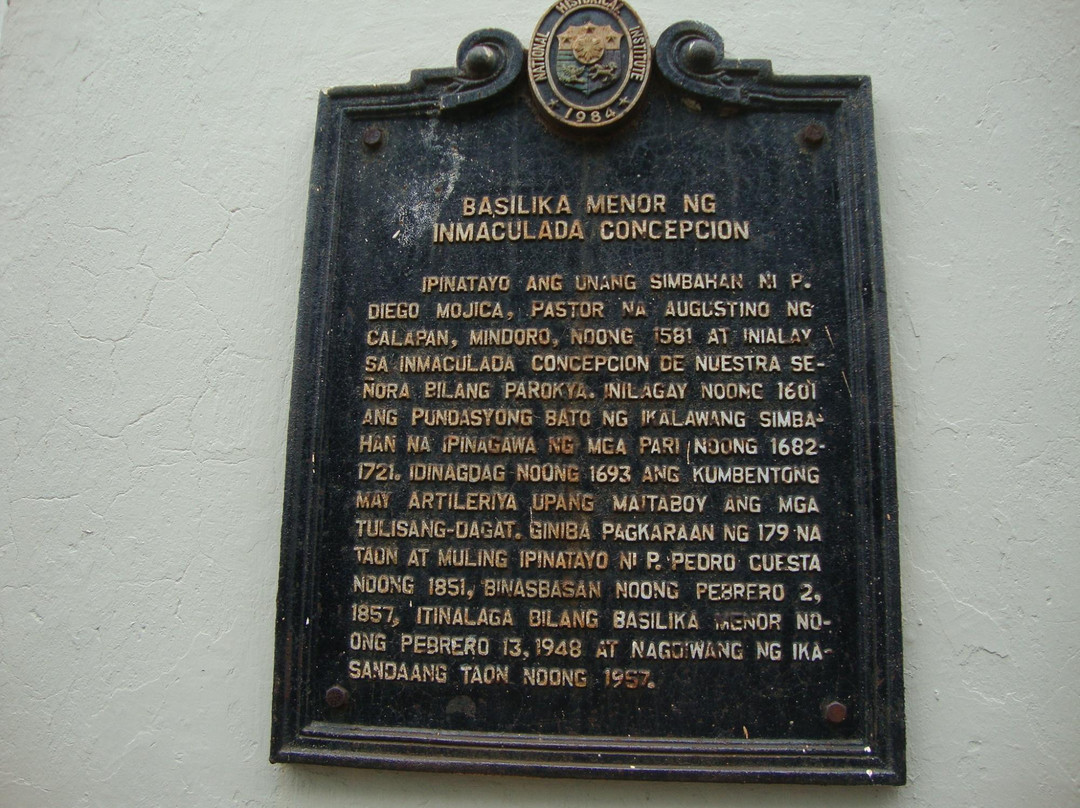 NATIONAL HISTORICAL INSTITUTE
1984
BASILIKA MENOR NG
INMACULADA CONCEPCION
IPINATAYO ANG UNANG SIMBAHAN NI P.
DIEGO MOJICA, PASTOR NA AUGUSTINO NG
CALAPAN, MINDORO, NOONG 1581 AT INIALAY
SA INMACULADA CONCEPCION DE NUESTRA SE-
ÑORA BILANG PAROKYA. INILAGAY NOONG 1601
ANG PUNDASYONG BATO NG IKALAWANG SIMBA-
HAN NA IPINAGAWA NG MGA PARI NOONG 1682-
1721. IDINAGDAG NOONG 1693 ANG KUMBENTONG
MAY ARTILERIYA UPANG MAITABOY ANG MGA
TULISANG-DAGAT. GINIBA PAGKARAAN NG 179 NA
TAON AT MULING IPINATAYO NI P. PEDRO CUESTA
NOONG 1851, BINASBASAN NOONG PEBRERO 2,
1857, ITINALAGA BILANG BASILIKA MENOR NO-
ONG PEBRERO 13, 1948 AT NAGDIWANG NG IKA-
SANDAANG TAON NOONG 1957.